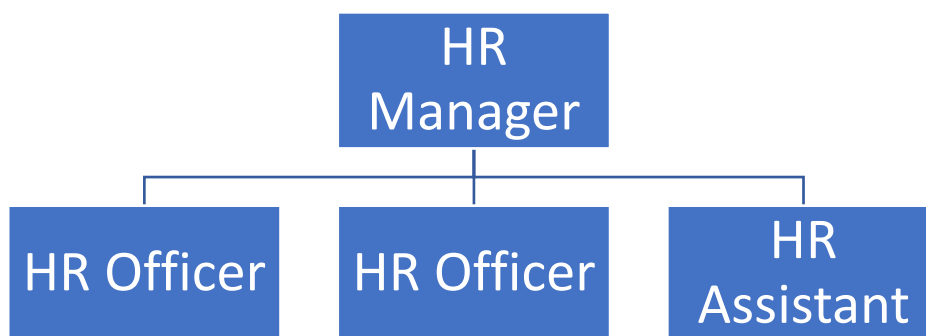 HR
Manager
HR Officer
HR Officer
HR
Assistant